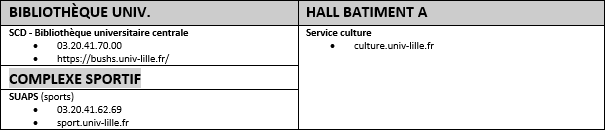 BIBLIOTHÈQUE UNIV.
SCD - Bibliothèque universitaire centrale
• 03.20.41.70.00
• https://bushs.univ-lille.fr/
COMPLEXE SPORTIF
SUAPS (sports)
• 03.20.41.62.69
• sport.univ-lille.fr
HALL BATIMENT A
Service culture
• culture.univ-lille.fr